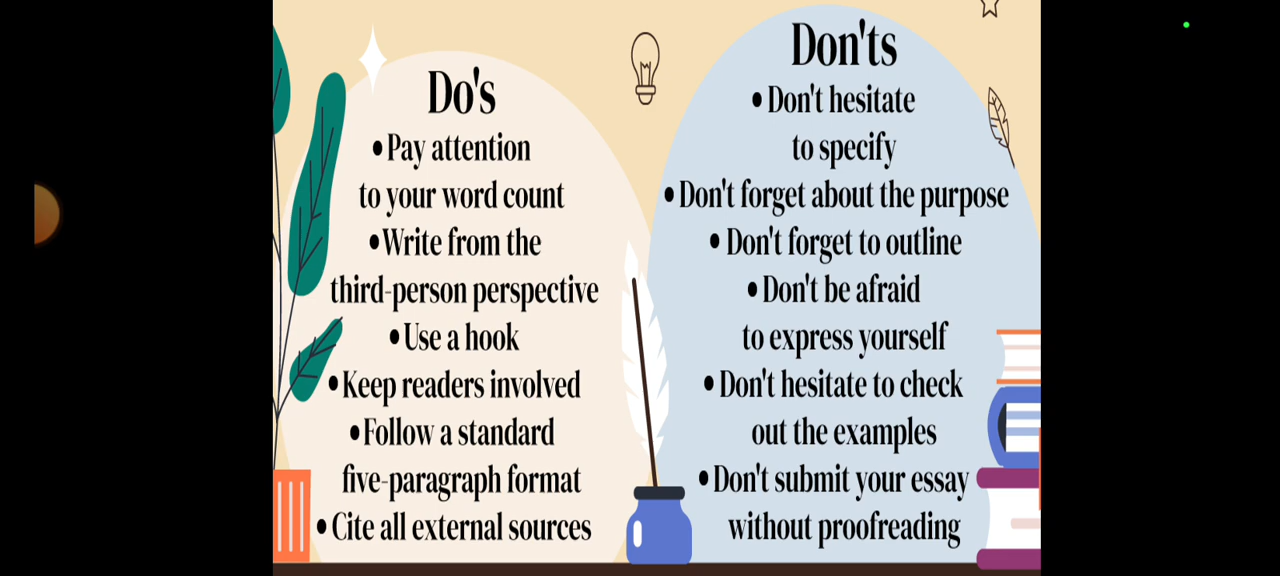 Do's
•Pay attention
to your word count
•Write from the
third-person perspective
•Use a hook
•Keep readers involved
•Follow a standard
five-paragraph format
•Cite all external sources
Don'ts
•Don't hesitate
to specify
•Don't forget about the purpose
•Don't forget to outline
•Don't be afraid
to express yourself
•Don't hesitate to check
out the examples
•Don't submit your essay
without proofreading